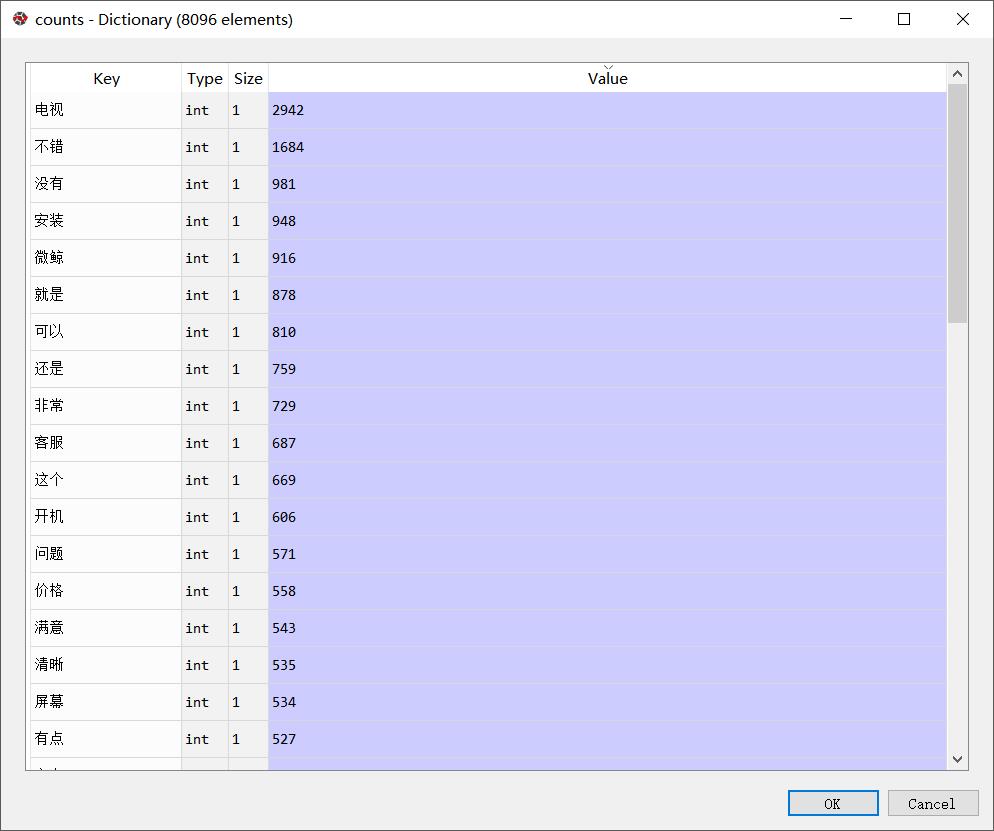 counts - Dictionary (8096 elements)
Key Type Size Value
电视 int 1 2942
不错 int 1 1684
没有 int 1 981
安装 int 1 948
微鲸 int 1 916
就是 int 1 878
可以 int 1 810
还是 int 1 759
非常 int 1 729
客服 int 1 687
这个 int 1 669
开机 int 1 606
问题 int 1 571
价格 int 1 558
满意 int 1 543
清晰 int 1 535
屏幕 int 1 534
有点 int 1 527
OK Cancel